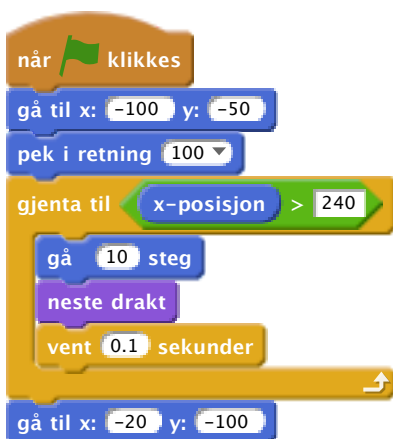 når klikkes
gå til x: -100 y: -50
pek i retning 100
gjenta til x-posisjon > 240
gå 10 steg
neste drakt
vent 0.1 sekunder
gå til x: -20 y: -100